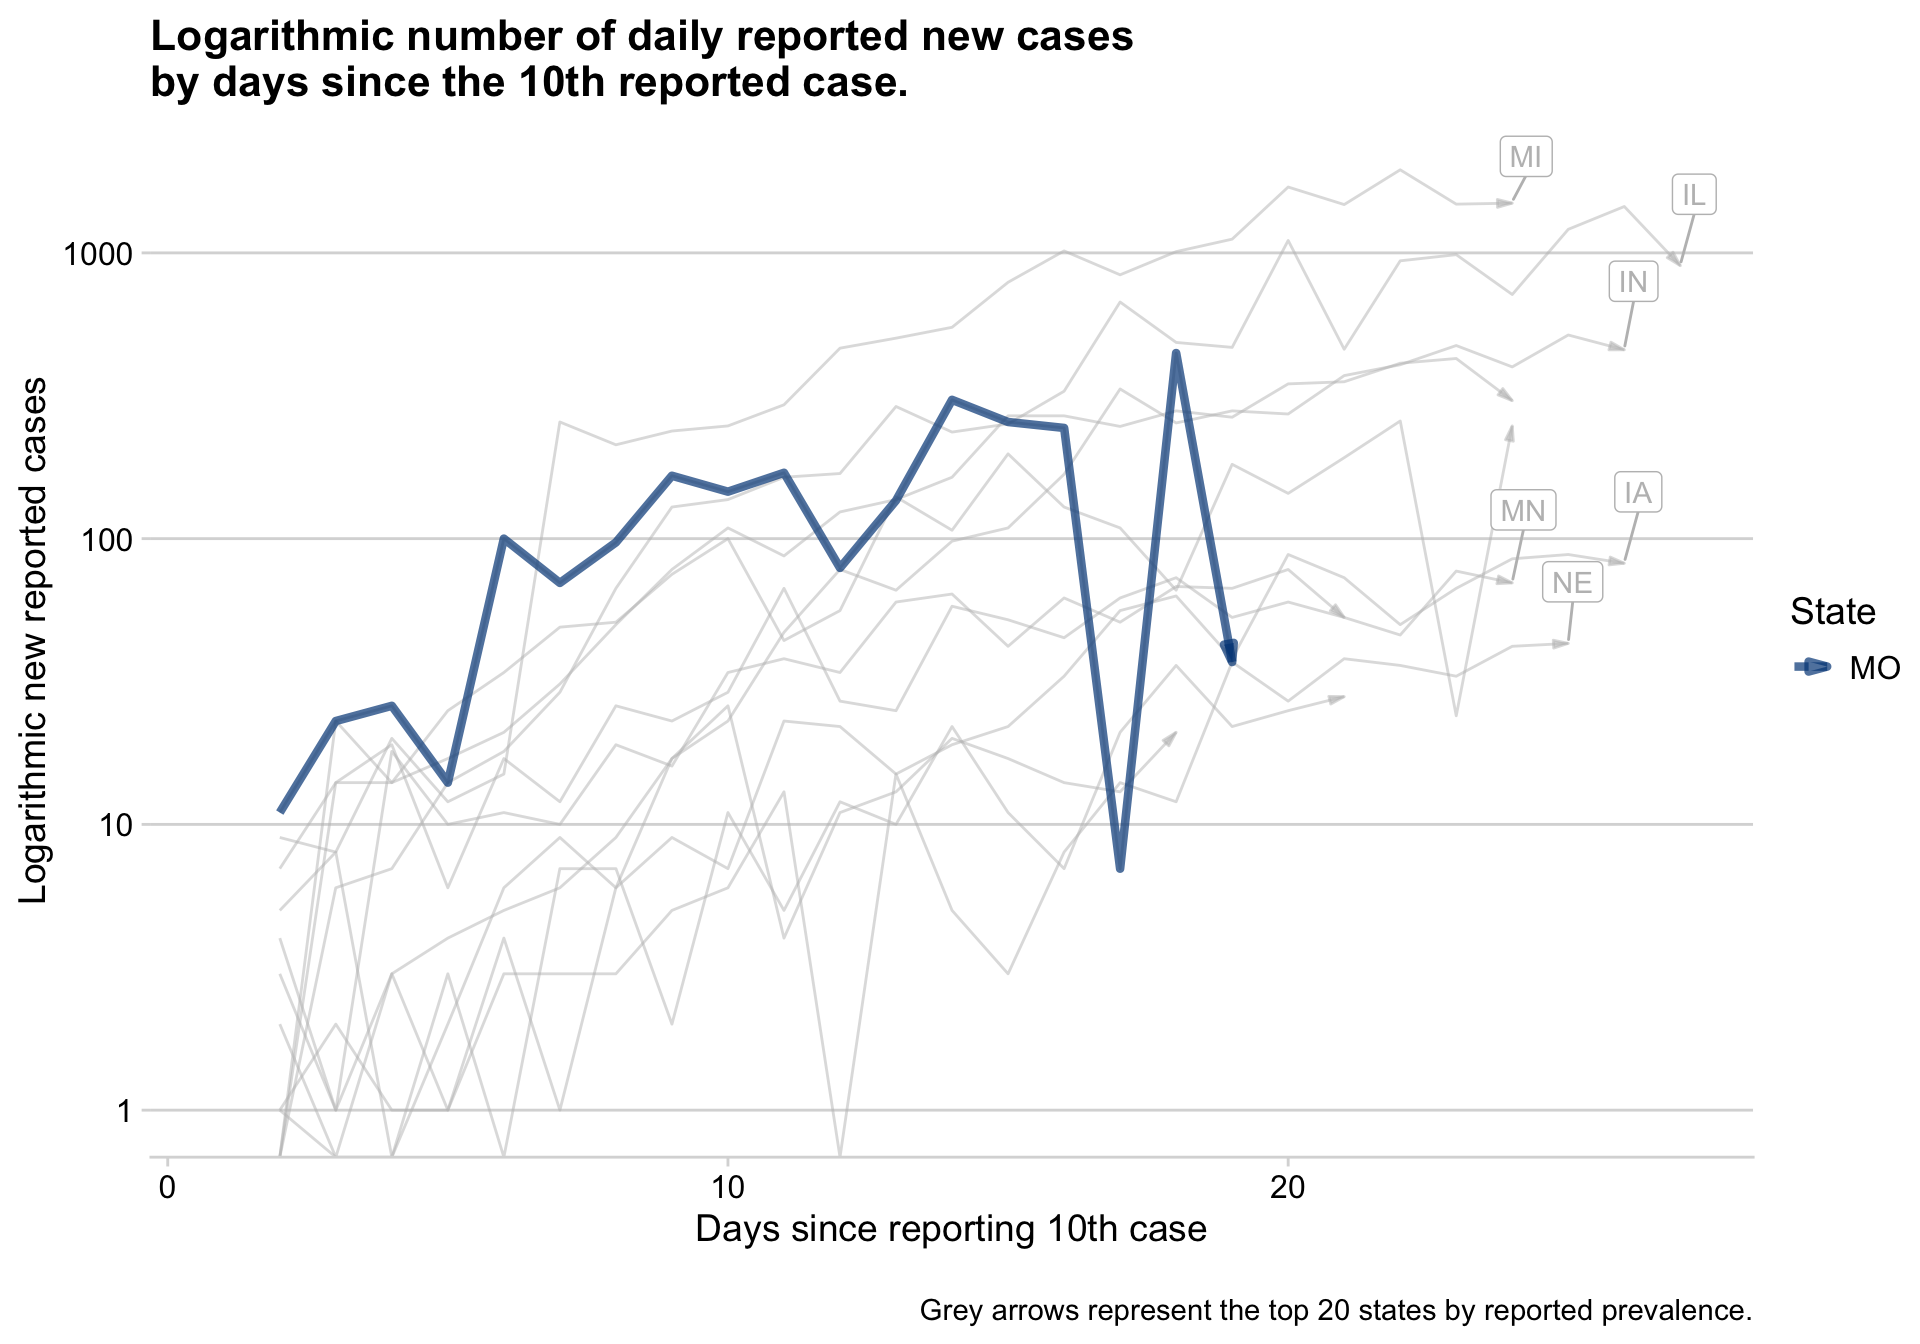 Logarithmic number of daily reported new cases
by days since the 10th reported case.
MI
IL
1000
IN
Logarithmic new reported cases
IA
MN
100
NE
State
MO
10
1
0
10
20
Days since reporting 10th case
Grey arrows represent the top 20 states by reported prevalence.